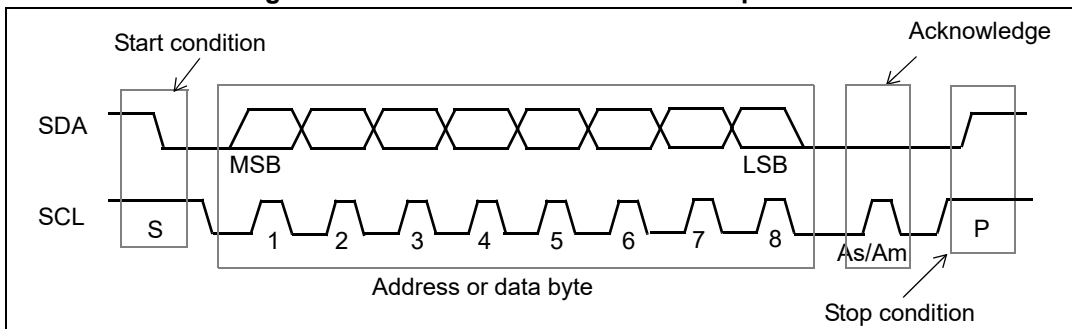 Start condition
Acknowledge
SDA
MSB
LSB
SCL
S
1
2
3
4
5
6
7
8
As/Am
P
Address or data byte
Stop condition